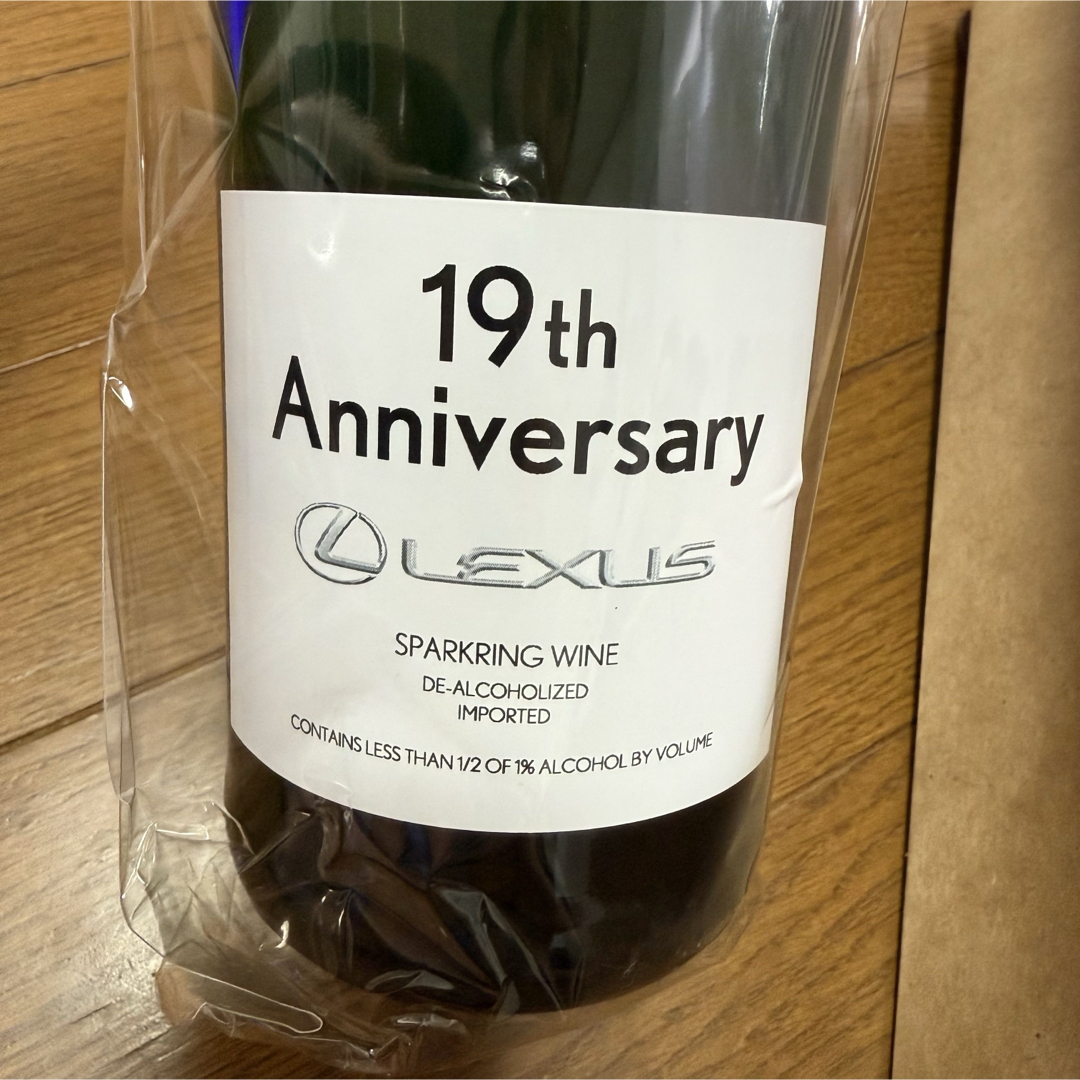 19th
Anniversary
LEXUS
SPARKRING WINE
DE-ALCOHOLIZED
IMPORTED
CONTAINS LESS THAN 1/2 OF 1% ALCOHOL BY VOLUME